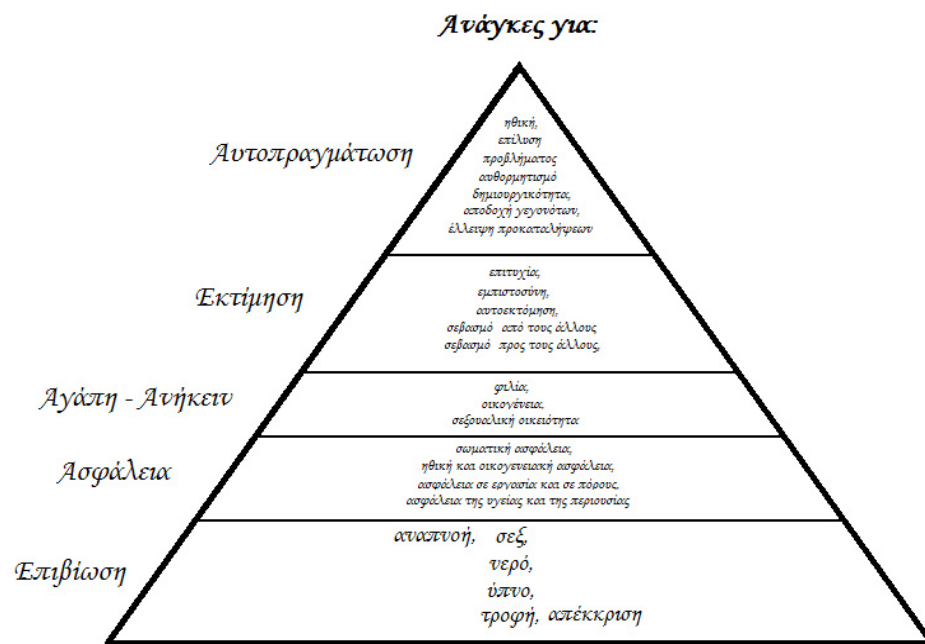 Ανάγκες για:
Αυτοπραγμάτωση
ηθική,
επίλυση
προβλήματος
αυθορμητισμό
δημιουργικότητα,
αποδοχή γεγονότων,
έλλειψη προκαταλήψεων
Εκτίμηση
επιτυχία,
εμπιστοσύνη,
αυτοεκτόμηση,
σεβασμό από τους άλλους
σεβασμό προς τους άλλους,
Αγάπη - Ανήκειν
φιλία,
οικογένεια,
σεξουαλική οικειότητα
Ασφάλεια
σωματική ασφάλεια,
ηθική και οικογενειακή ασφάλεια,
ασφάλεια σε εργασία και σε πόρους,
ασφάλεια της υγείας και της περιουσίας
Επιβίωση
αναπνοή, σεξ,
νερό,
ύπνο,
τροφή, απέκκριση